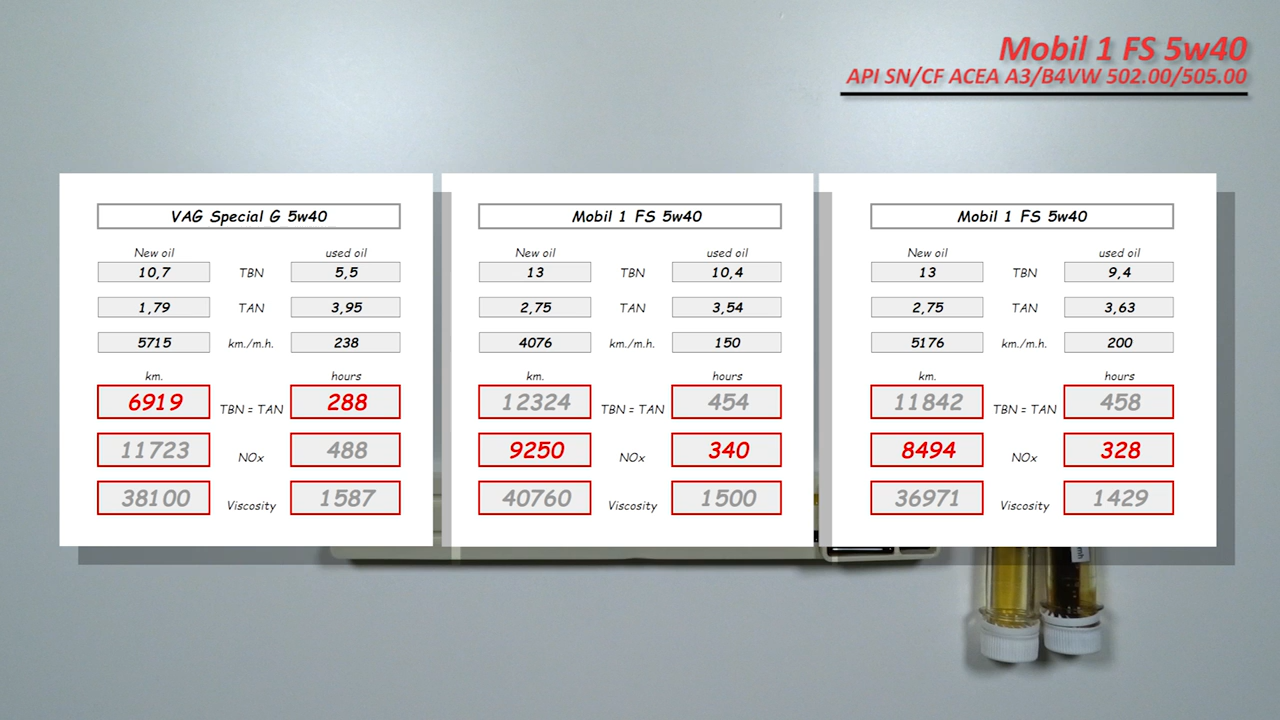 Mobil 1 FS 5w40
API SN/CF ACEA A3/B4VW 502.00/505.00
VAG Special G 5w40
New oil used oil
10,7 TBN 5,5
1,79 TAN 3,95
5715 km./m.h. 238
km. hours
6919 TBN = TAN 288
11723 NOx 488
38100 Viscosity 1587
Mobil 1 FS 5w40
New oil used oil
13 TBN 10,4
2,75 TAN 3,54
4076 km./m.h. 150
km. hours
12324 TBN = TAN 454
9250 NOx 340
40760 Viscosity 1500
Mobil 1 FS 5w40
New oil used oil
13 TBN 9,4
2,75 TAN 3,63
5176 km./m.h. 200
km. hours
11842 TBN = TAN 458
8494 NOx 328
36971 Viscosity 1429